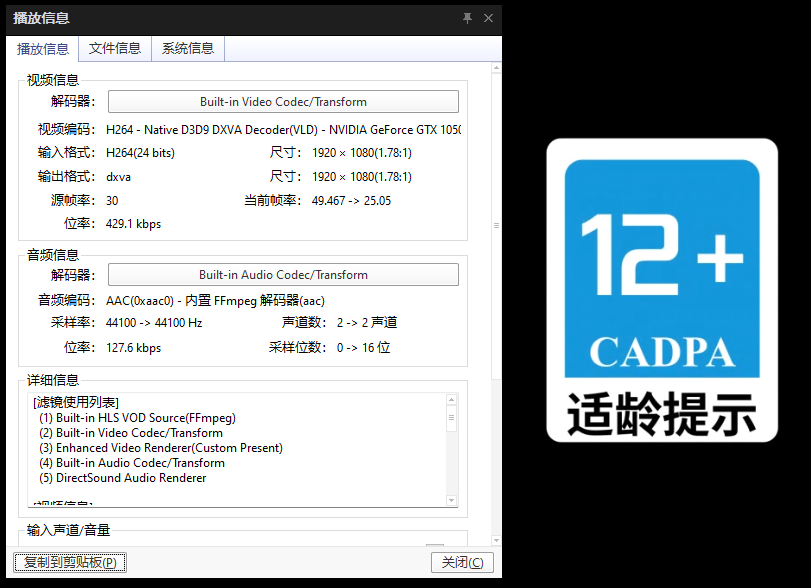 播放信息
播放信息 文件信息 系统信息
视频信息
解码器： Built-in Video Codec/Transform
视频编码： H264 - Native D3D9 DXVA Decoder(VLD) - NVIDIA GeForce GTX 1050
输入格式： H264(24 bits) 尺寸： 1920 × 1080(1.78:1)
输出格式： dxva 尺寸： 1920 × 1080(1.78:1)
源帧率： 30 当前帧率： 49.467 -> 25.05
位率： 429.1 kbps
音频信息
解码器： Built-in Audio Codec/Transform
音频编码： AAC(0xaac0) - 内置 FFmpeg 解码器(aac)
采样率： 44100 -> 44100 Hz 声道数： 2 -> 2 声道
位率： 127.6 kbps 采样位数： 0 -> 16 位
详细信息
[滤镜使用列表]
(1) Built-in HLS VOD Source(FFmpeg)
(2) Built-in Video Codec/Transform
(3) Enhanced Video Renderer(Custom Present)
(4) Built-in Audio Codec/Transform
(5) DirectSound Audio Renderer
输入声道/音量
复制到剪贴板(P) 关闭(C)
12+
CADPA
适龄提示